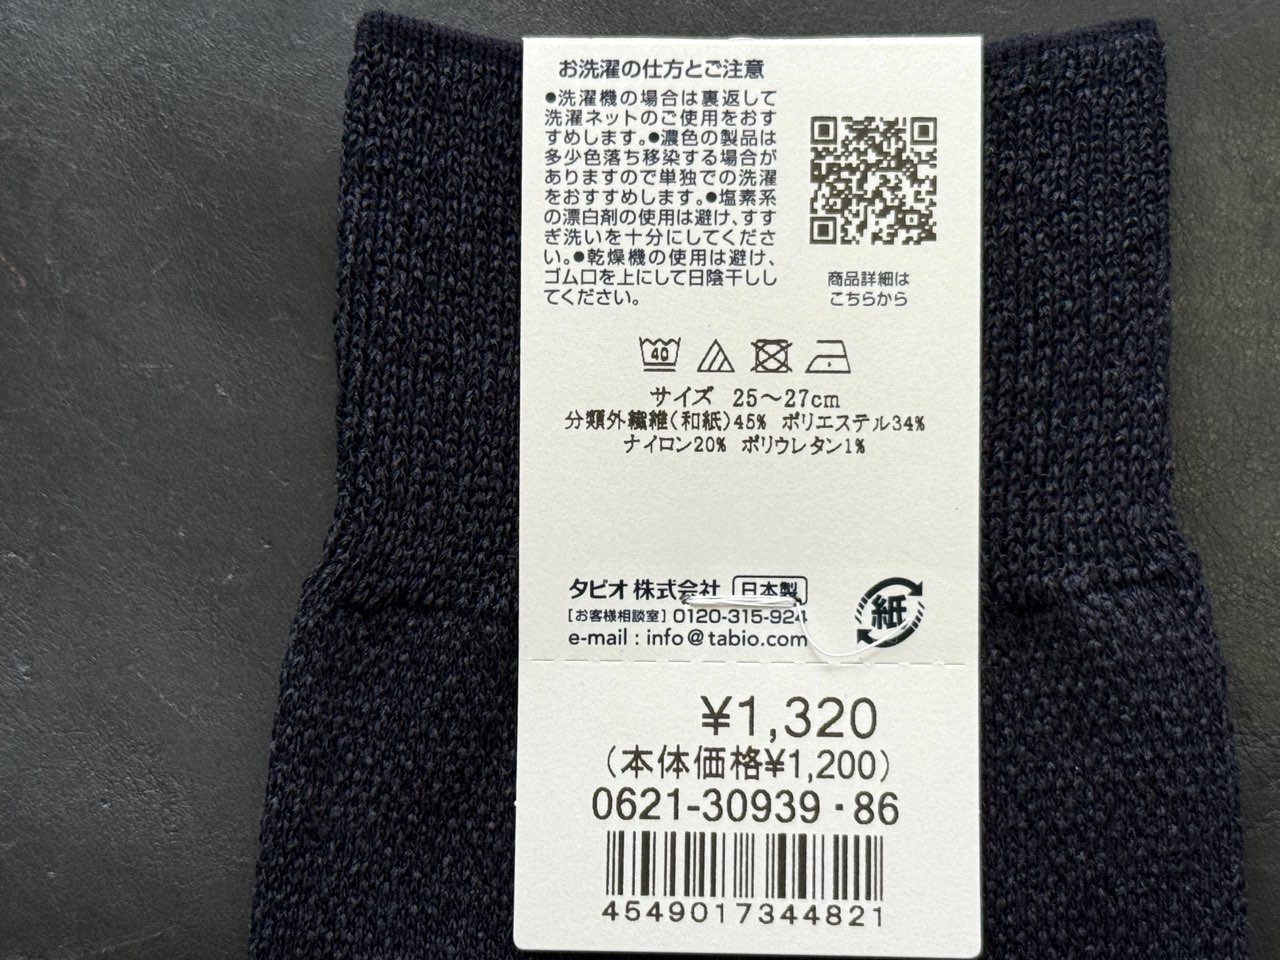 お洗濯の仕方とご注意
●洗濯機の場合は裏返して
洗濯ネットのご使用をおす
すめします。●濃色の製品は
多少色落ち移染する場合が
ありますので単独での洗濯
をおすすめします。●塩素系
の漂白剤の使用は避け、すす
ぎ洗いを十分にしてくださ
い。●乾燥機の使用は避け、
ゴム口を上にして日陰干しし
てください。
商品詳細は
こちらから
40
サイズ 25～27cm
分類外繊維(和紙)45% ポリエステル34%
ナイロン20% ポリウレタン1%
タビオ株式会社 日本製
[お客様相談室] 0120-315-924
e-mail : info@tabio.com
紙
¥1,320
(本体価格¥1,200)
0621-30939・86
4549017344821